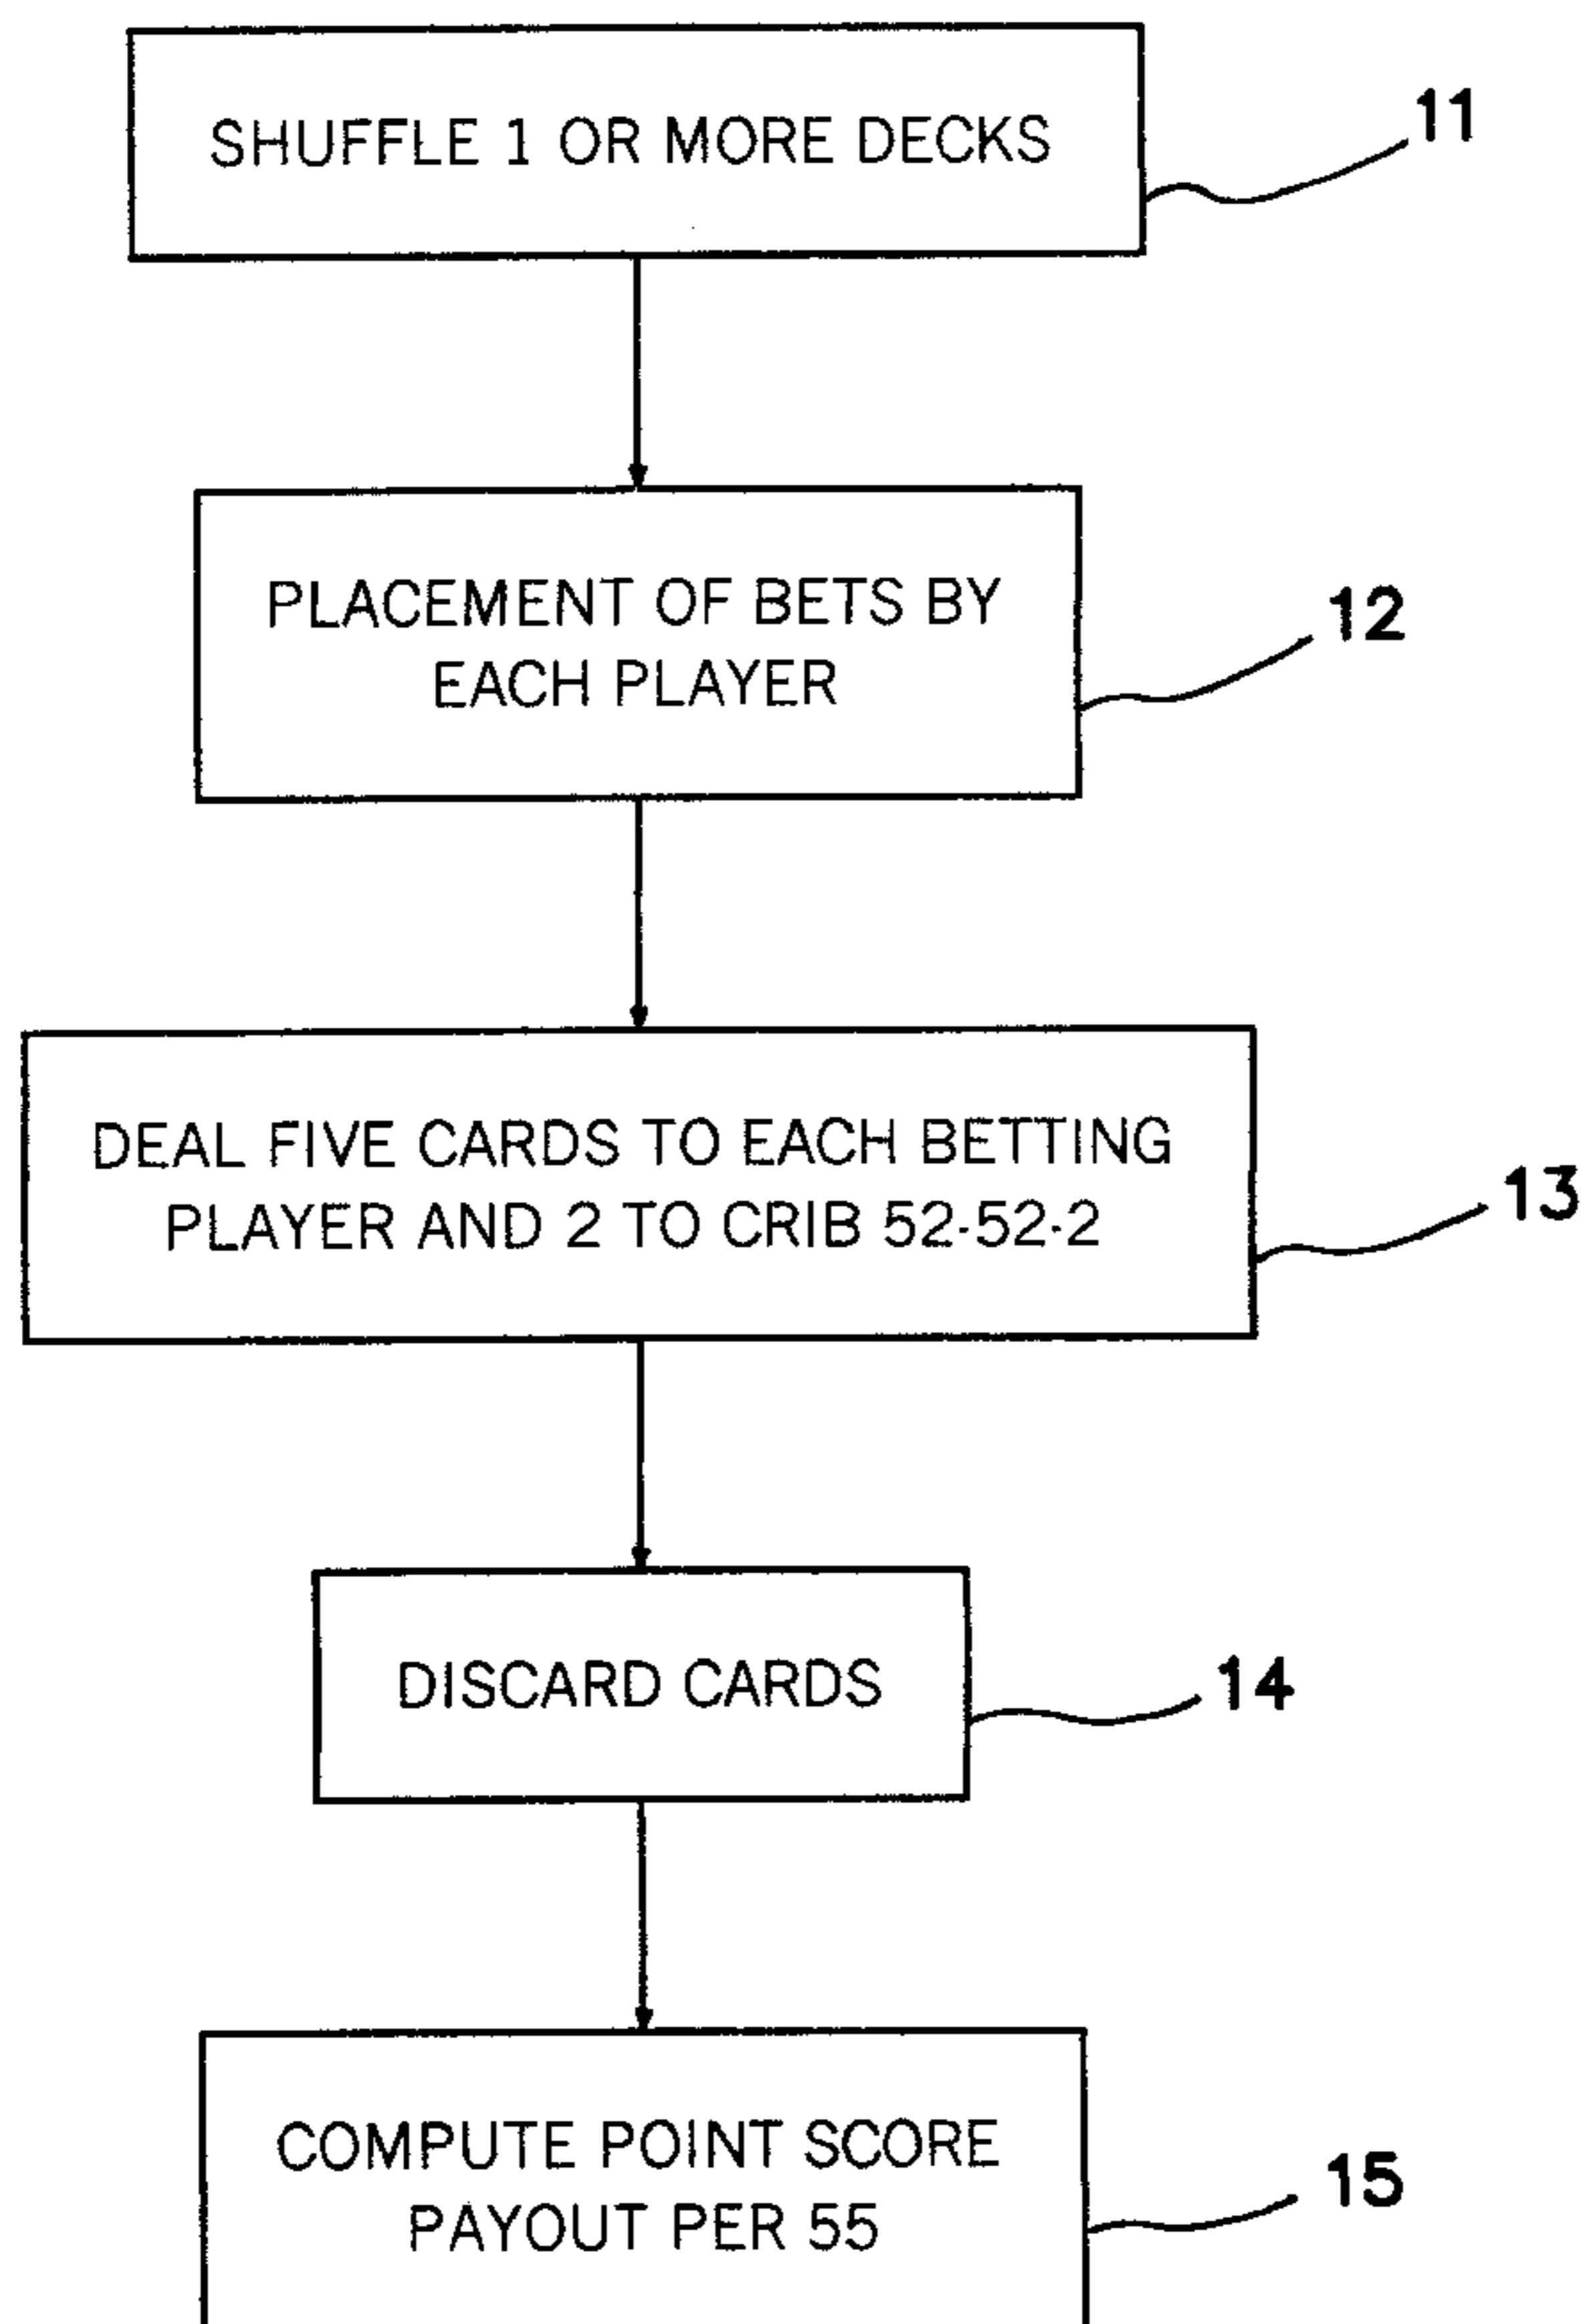 SHUFFLE 1 OR MORE DECKS
11
PLACEMENT OF BETS BY
EACH PLAYER
12
DEAL FIVE CARDS TO EACH BETTING
PLAYER AND 2 TO CRIB 52-52-2
13
DISCARD CARDS
14
COMPUTE POINT SCORE
PAYOUT PER 55
15